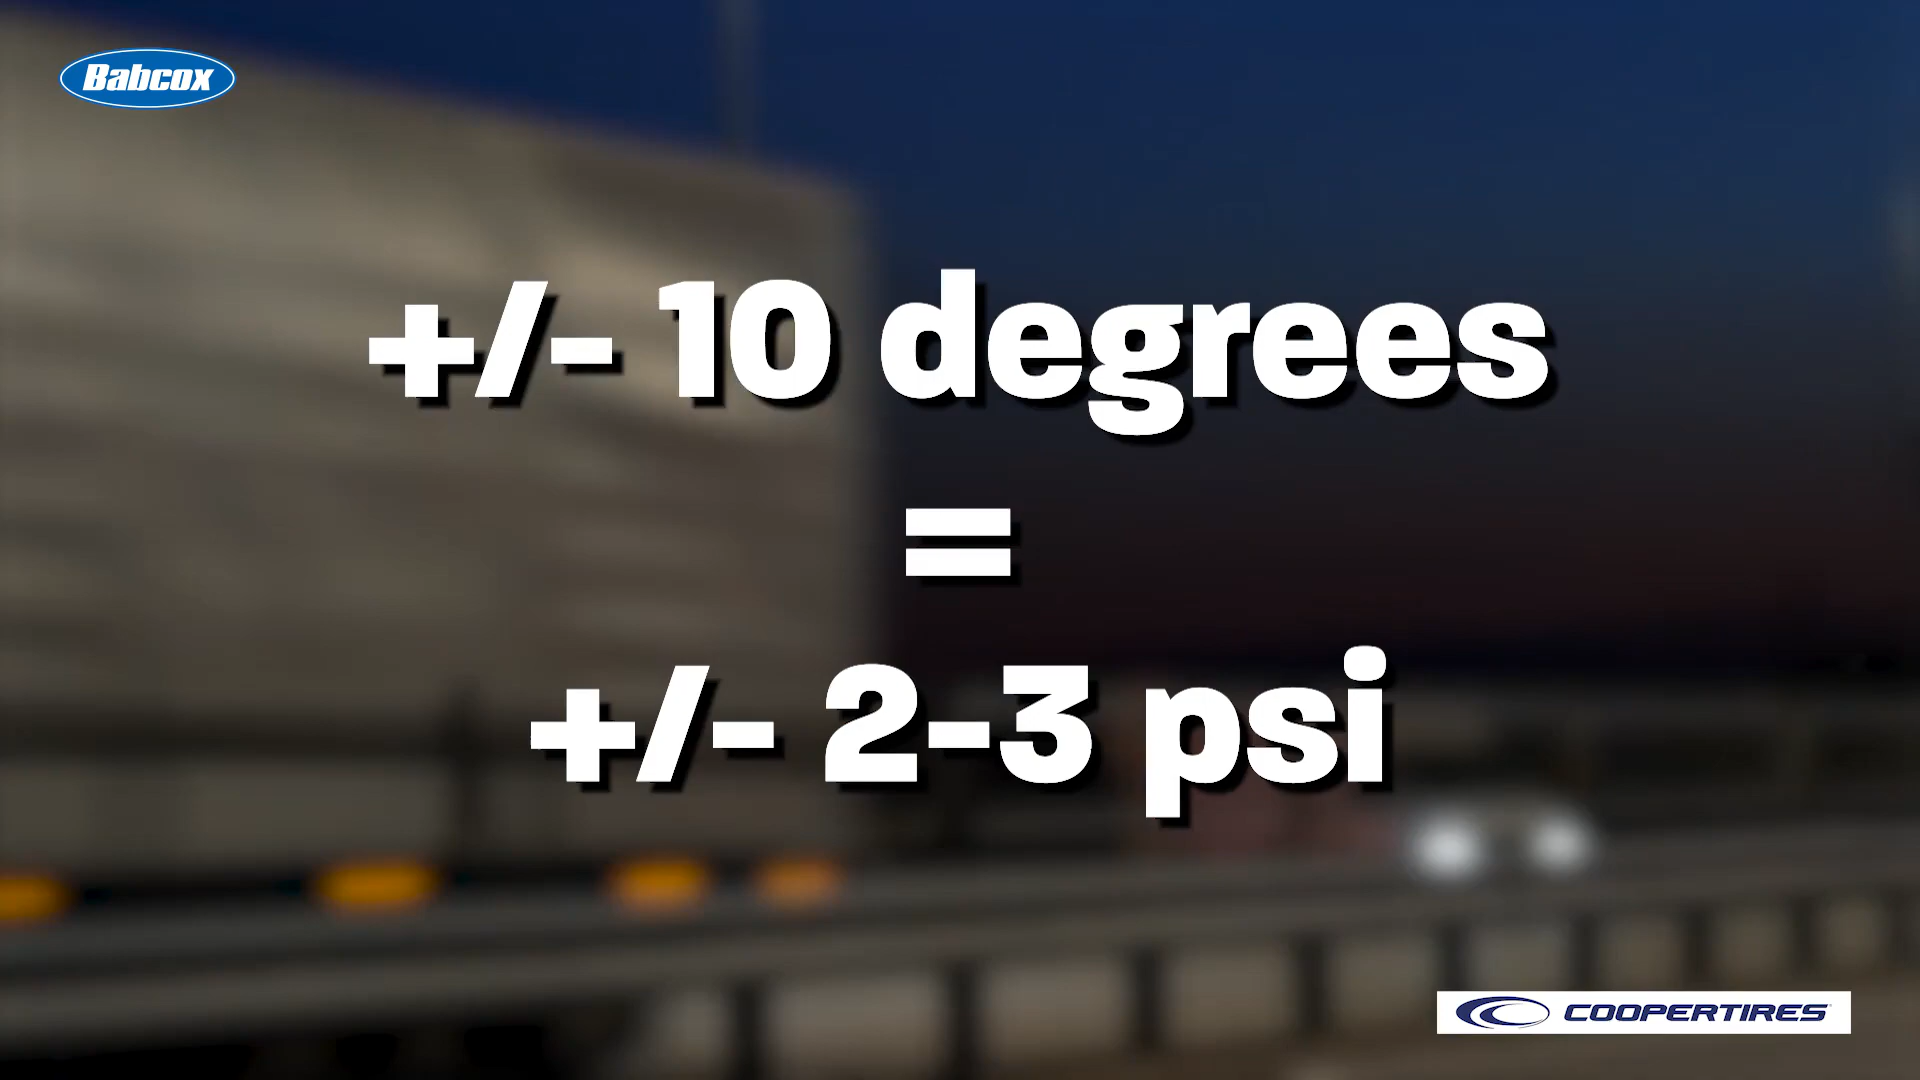 Babcox
+/- 10 degrees
=
+/- 2-3 psi
COOPERTIRES